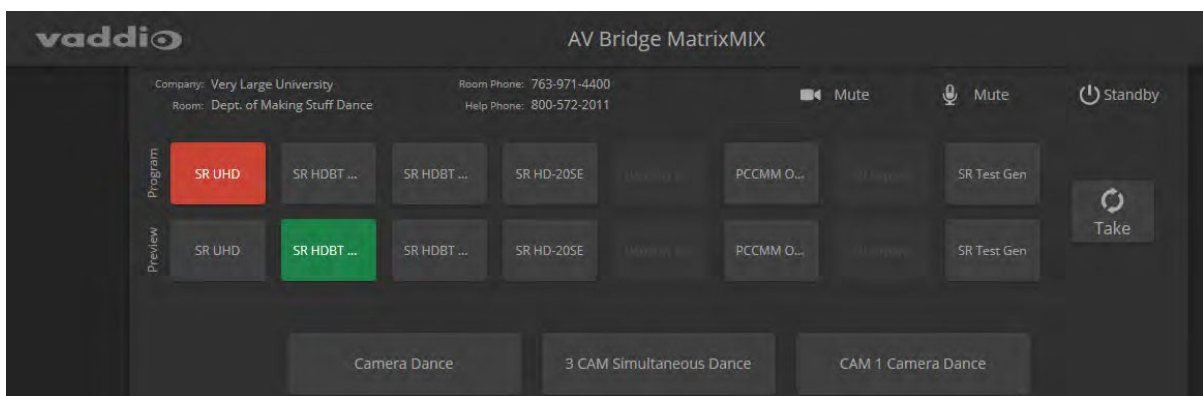 vaddio
AV Bridge MatrixMIX
Company: Very Large University
Room Phone: 763-971-4400
Room: Dept. of Making Stuff Dance
Help Phone: 800-572-2011
Mute
Mute
Standby
Program
SR UHD
SR HDBT ...
SR HDBT ...
SR HD-20SE
PCCMM O...
SR Test Gen
Take
Preview
SR UHD
SR HDBT ...
SR HDBT ...
SR HD-20SE
PCCMM O...
SR Test Gen
Camera Dance
3 CAM Simultaneous Dance
CAM 1 Camera Dance